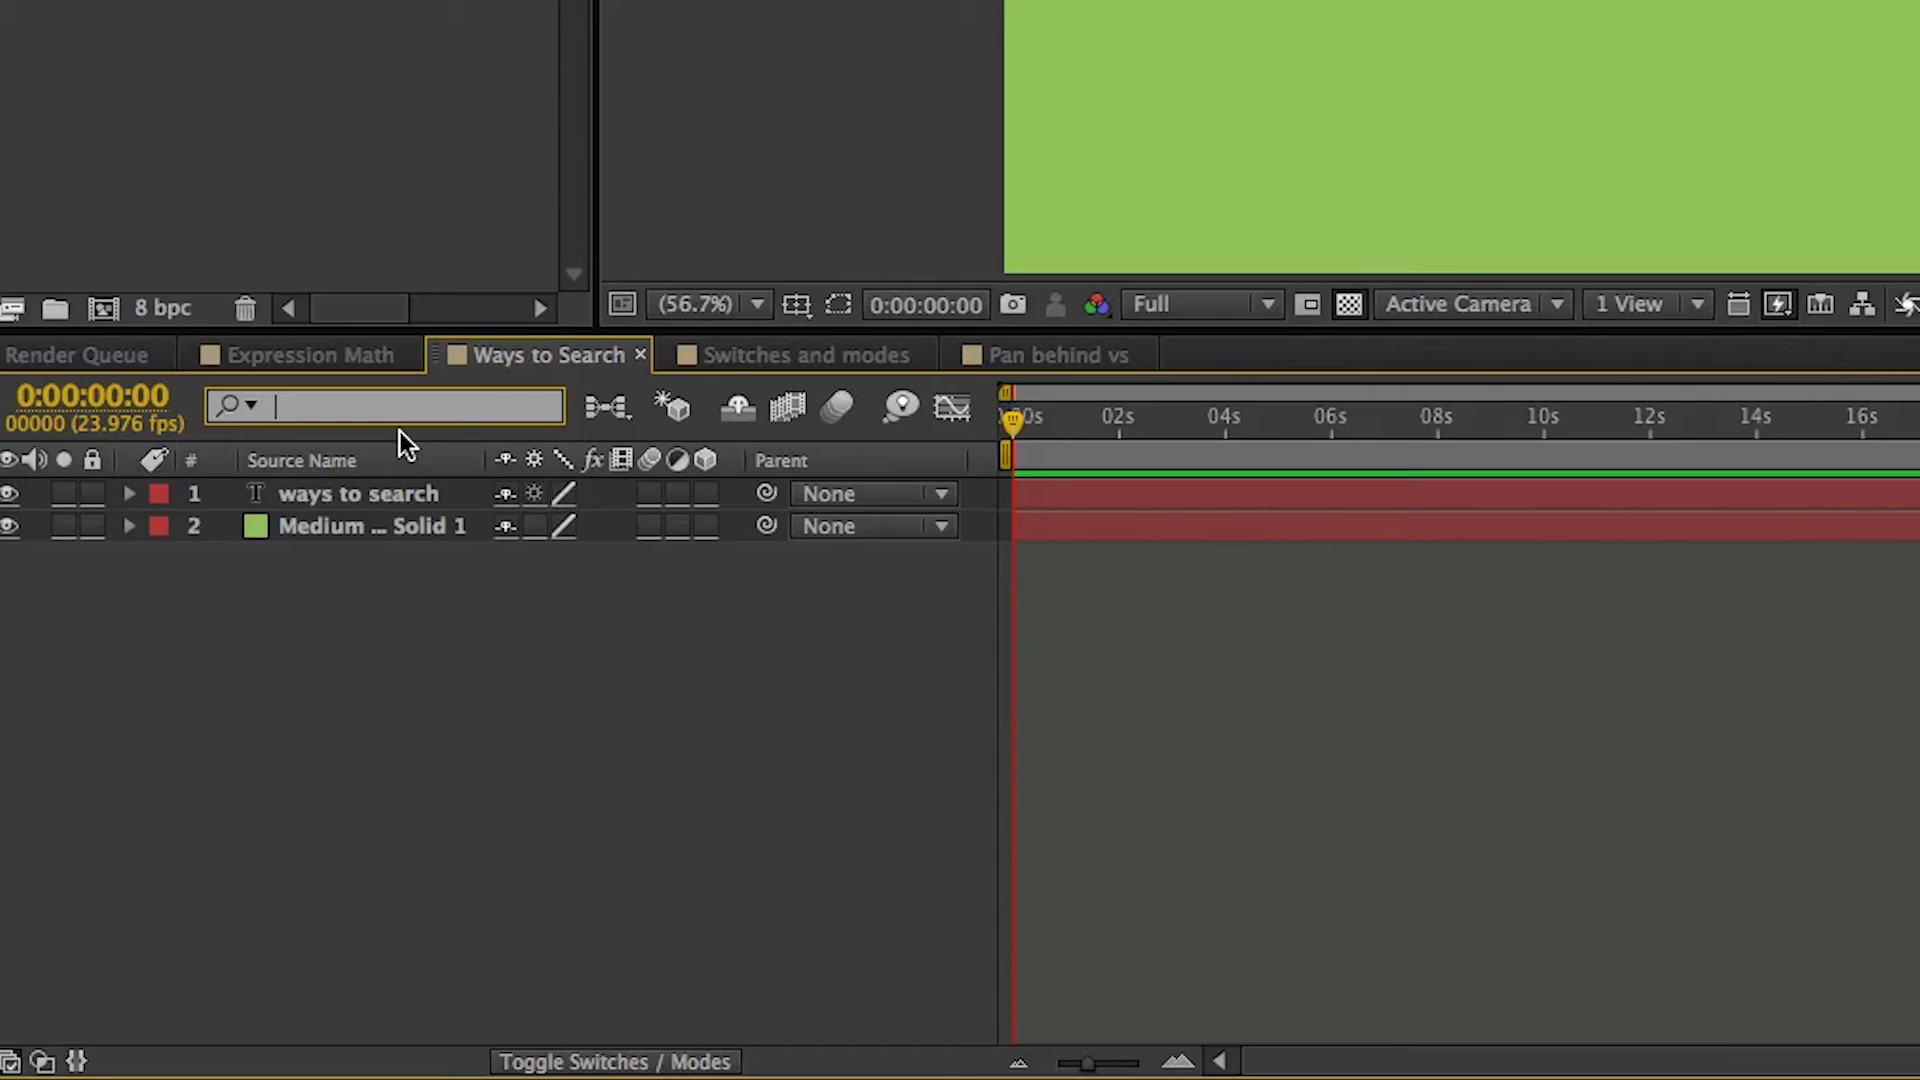 8 bpc
(56.7%)
0:00:00:00
Full
Active Camera
1 View
Render Queue
Expression Math
Ways to Search ×
Switches and modes
Pan behind vs
0:00:00:00
00000 (23.976 fps)
02s 04s 06s 08s 10s 12s 14s 16s
# Source Name fx Parent
1 T ways to search None
2 Medium ... Solid 1 None
Toggle Switches / Modes